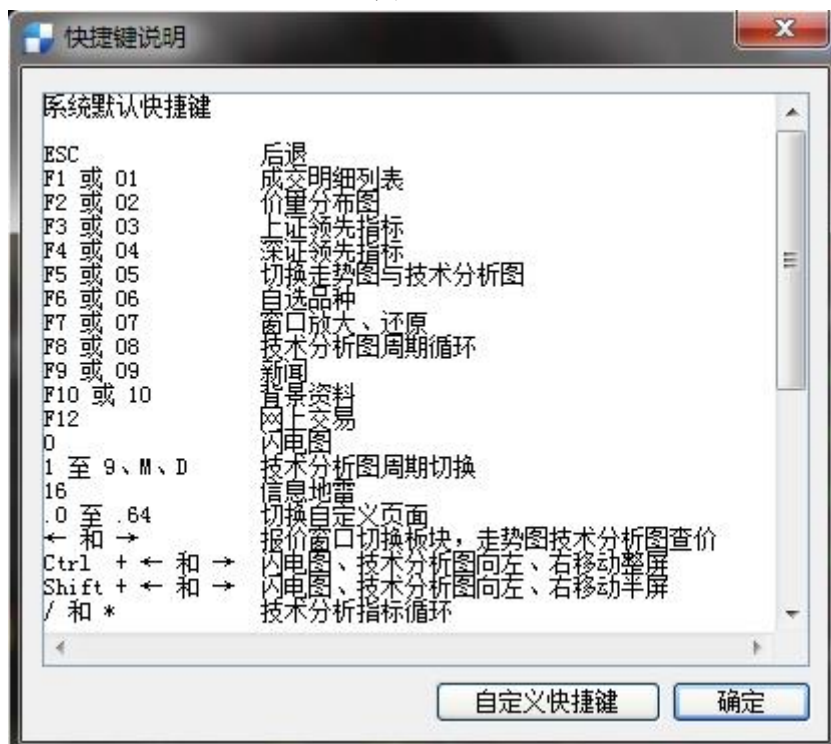 快捷键说明
系统默认快捷键
ESC 后退
F1 或 01 成交明细列表
F2 或 02 价量分布图
F3 或 03 上证领先指标
F4 或 04 深证领先指标
F5 或 05 切换走势图与技术分析图
F6 或 06 自选品种
F7 或 07 窗口放大、还原
F8 或 08 技术分析图周期循环
F9 或 09 新闻
F10 或 10 背景资料
F12 网上交易
0 闪电图
1 至 9、M、D 技术分析图周期切换
16 信息地雷
.0 至 .64 切换自定义页面
← 和 → 报价窗口切换板块，走势图技术分析图查价
Ctrl + ← 和 → 闪电图、技术分析图向左、右移动整屏
Shift + ← 和 → 闪电图、技术分析图向左、右移动半屏
/ 和 * 技术分析指标循环
自定义快捷键 确定